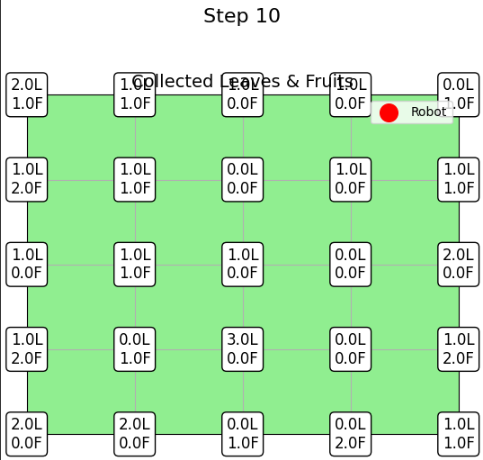 Step 10
Collected Leaves & Fruits
2.0L 1.0L 1.0L 1.0L 0.0L
1.0F 1.0F 0.0F 0.0F 1.0F
Robot
1.0L 1.0L 0.0L 1.0L 1.0L
2.0F 1.0F 0.0F 0.0F 1.0F
1.0L 1.0L 1.0L 0.0L 2.0L
0.0F 1.0F 0.0F 0.0F 0.0F
1.0L 0.0L 3.0L 0.0L 1.0L
2.0F 1.0F 0.0F 0.0F 2.0F
2.0L 2.0L 0.0L 0.0L 1.0L
0.0F 0.0F 1.0F 2.0F 1.0F